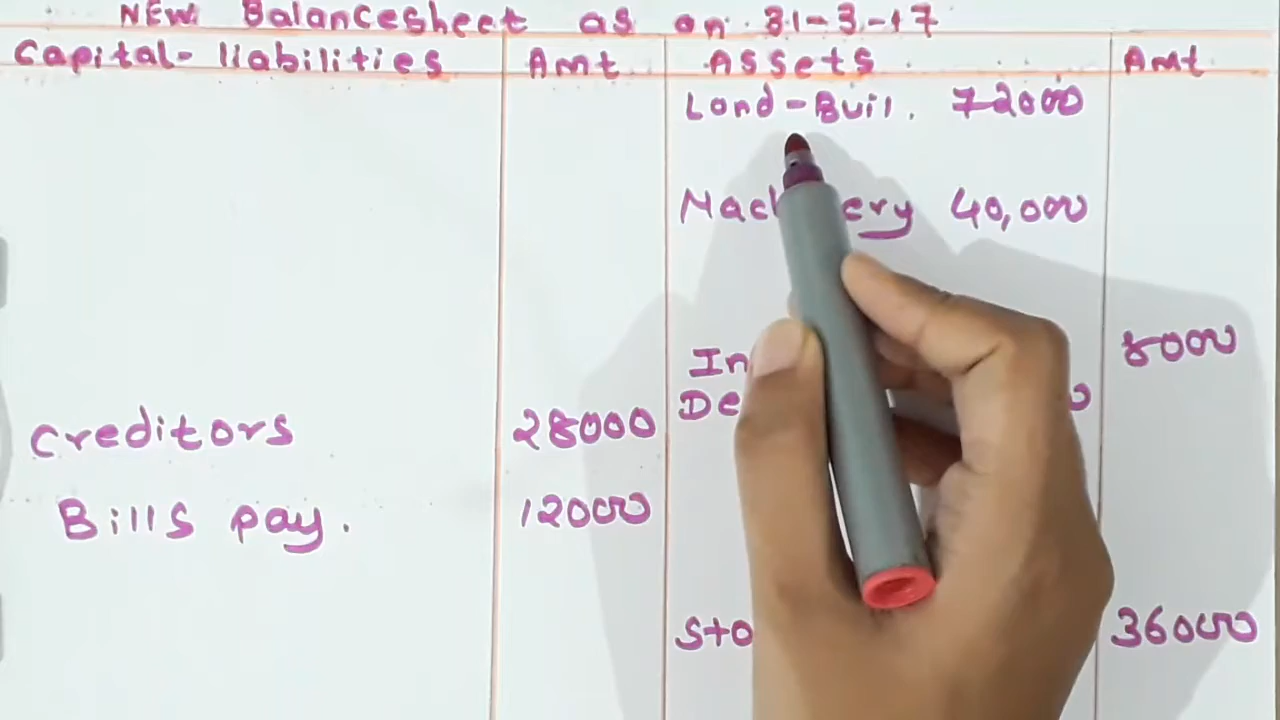 NEW Balancesheet as on 31-3-17
Capital-liabilities Amt Assets Amt
Land-Buil. 72000
40,000
8000
Creditors 28000
Bills pay. 12000
36000